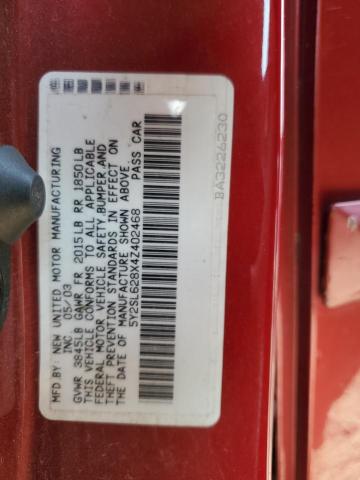 MFD.BY: NEW UNITED MOTOR MANUFACTURING
INC 05/03
GVWR 3845LB GAWR FR 2015LB RR 1850LB
THIS VEHICLE CONFORMS TO ALL APPLICABLE
FEDERAL MOTOR VEHICLE SAFETY,BUMPER,AND
THEFT PREVENTION STANDARDS IN EFFECT ON
THE DATE OF MANUFACTURE SHOWN ABOVE.
5Y2SL628X4Z402468 PASS CAR
BA3226230